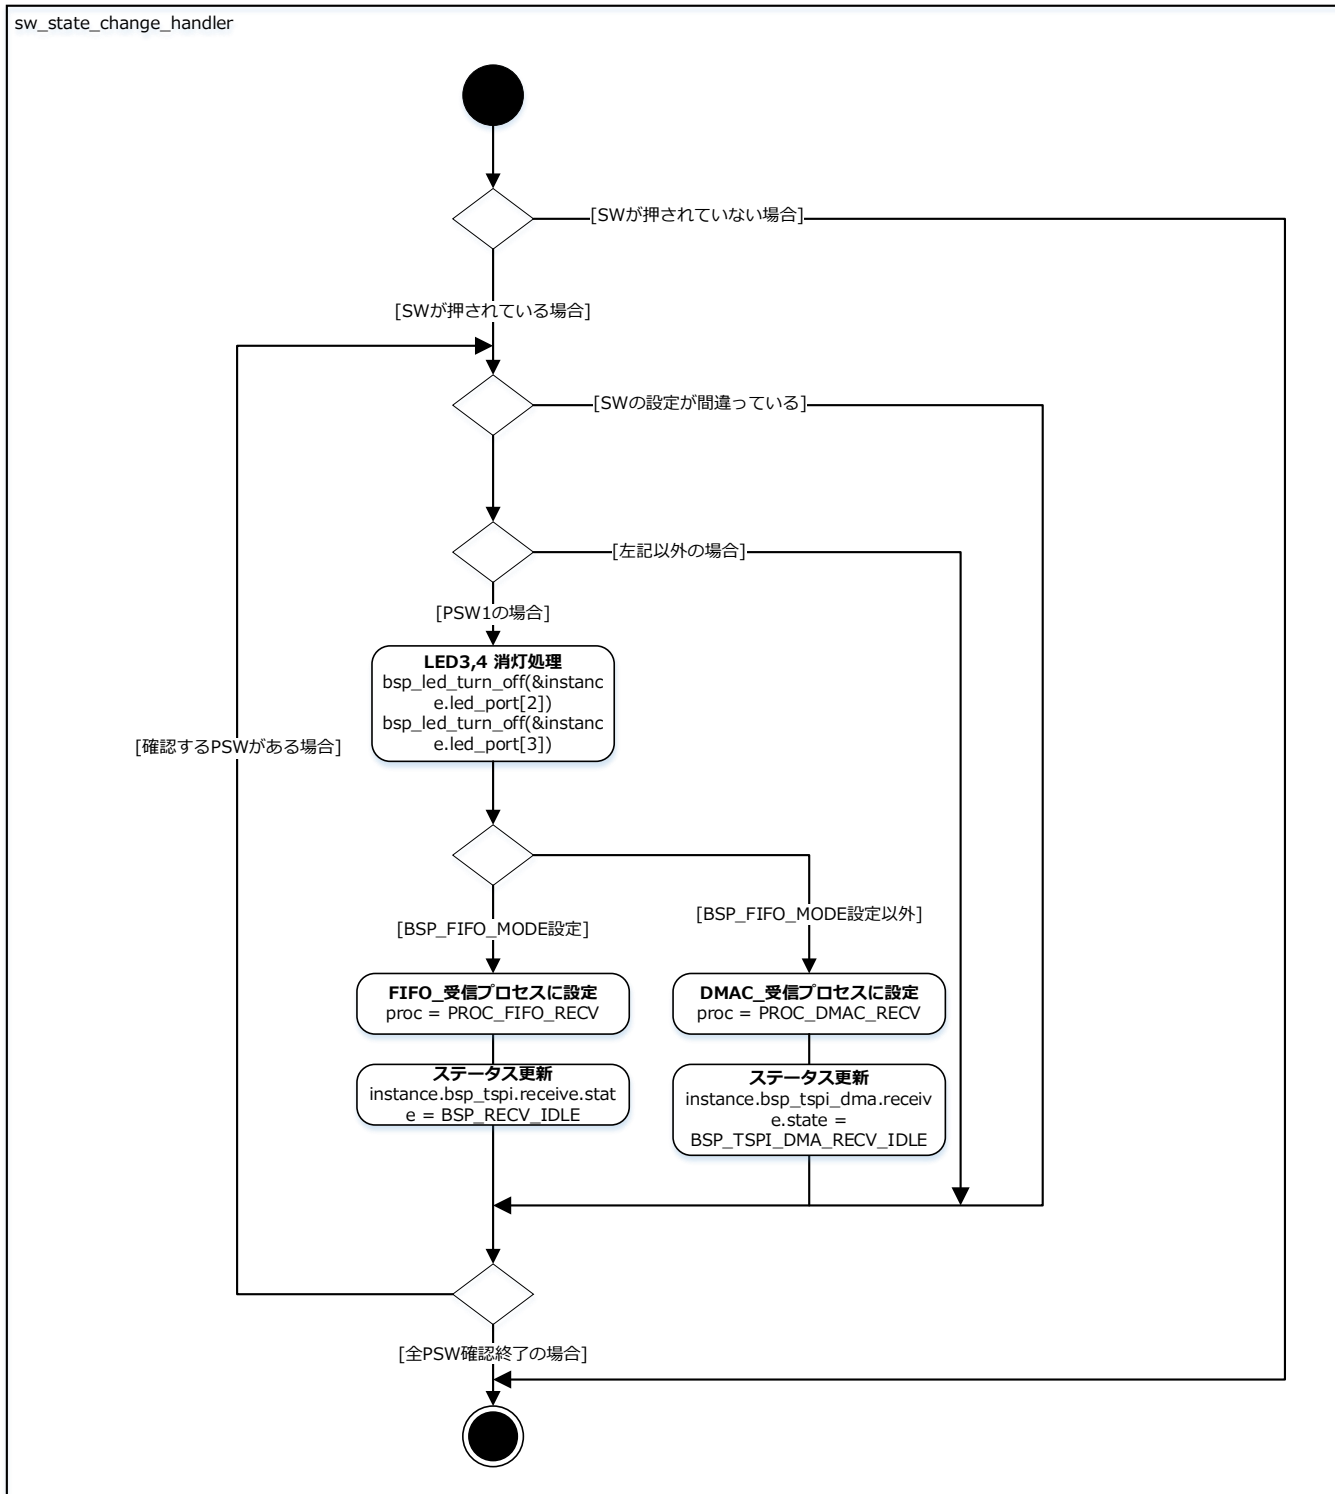 sw_state_change_handler
[SWが押されていない場合]
[SWが押されている場合]
[SWの設定が間違っている]
[左記以外の場合]
[PSW1の場合]
LED3,4 消灯処理
bsp_led_turn_off(&instanc
e.led_port[2])
bsp_led_turn_off(&instanc
e.led_port[3])
[確認するPSWがある場合]
[BSP_FIFO_MODE設定]
[BSP_FIFO_MODE設定以外]
FIFO_受信プロセスに設定
proc = PROC_FIFO_RECV
DMAC_受信プロセスに設定
proc = PROC_DMAC_RECV
ステータス更新
instance.bsp_tspi.receive.stat
e = BSP_RECV_IDLE
ステータス更新
instance.bsp_tspi_dma.receiv
e.state =
BSP_TSPI_DMA_RECV_IDLE
[全PSW確認終了の場合]